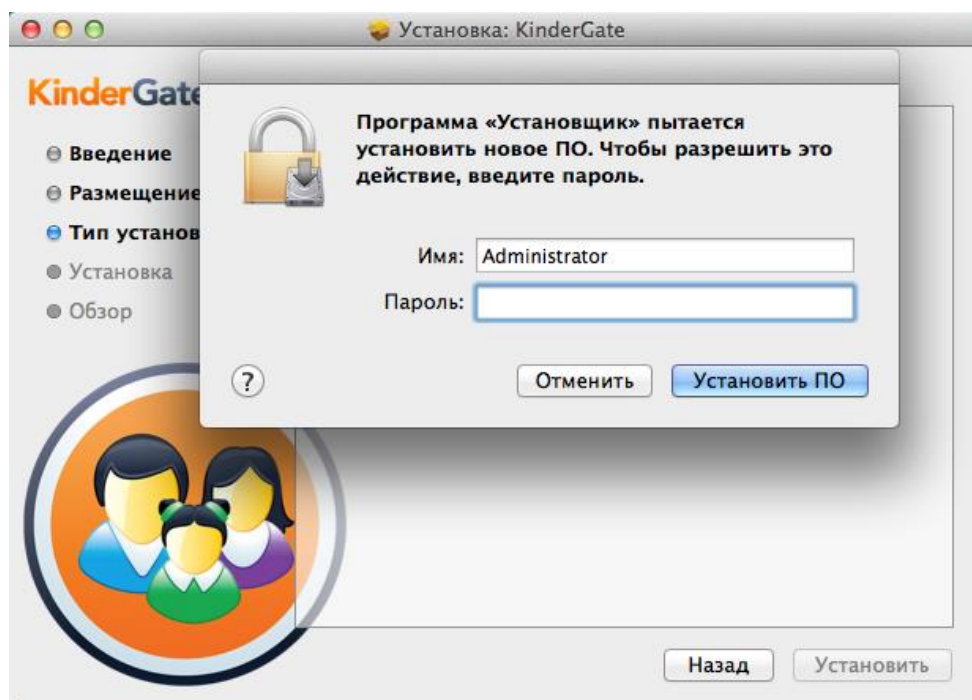 Установка: KinderGate
KinderGate
Программа «Установщик» пытается
установить новое ПО. Чтобы разрешить это
действие, введите пароль.
Введение
Размещение
Тип установ
Установка
Обзор
Имя: Administrator
Пароль:
?
Отменить
Установить ПО
Назад
Установить